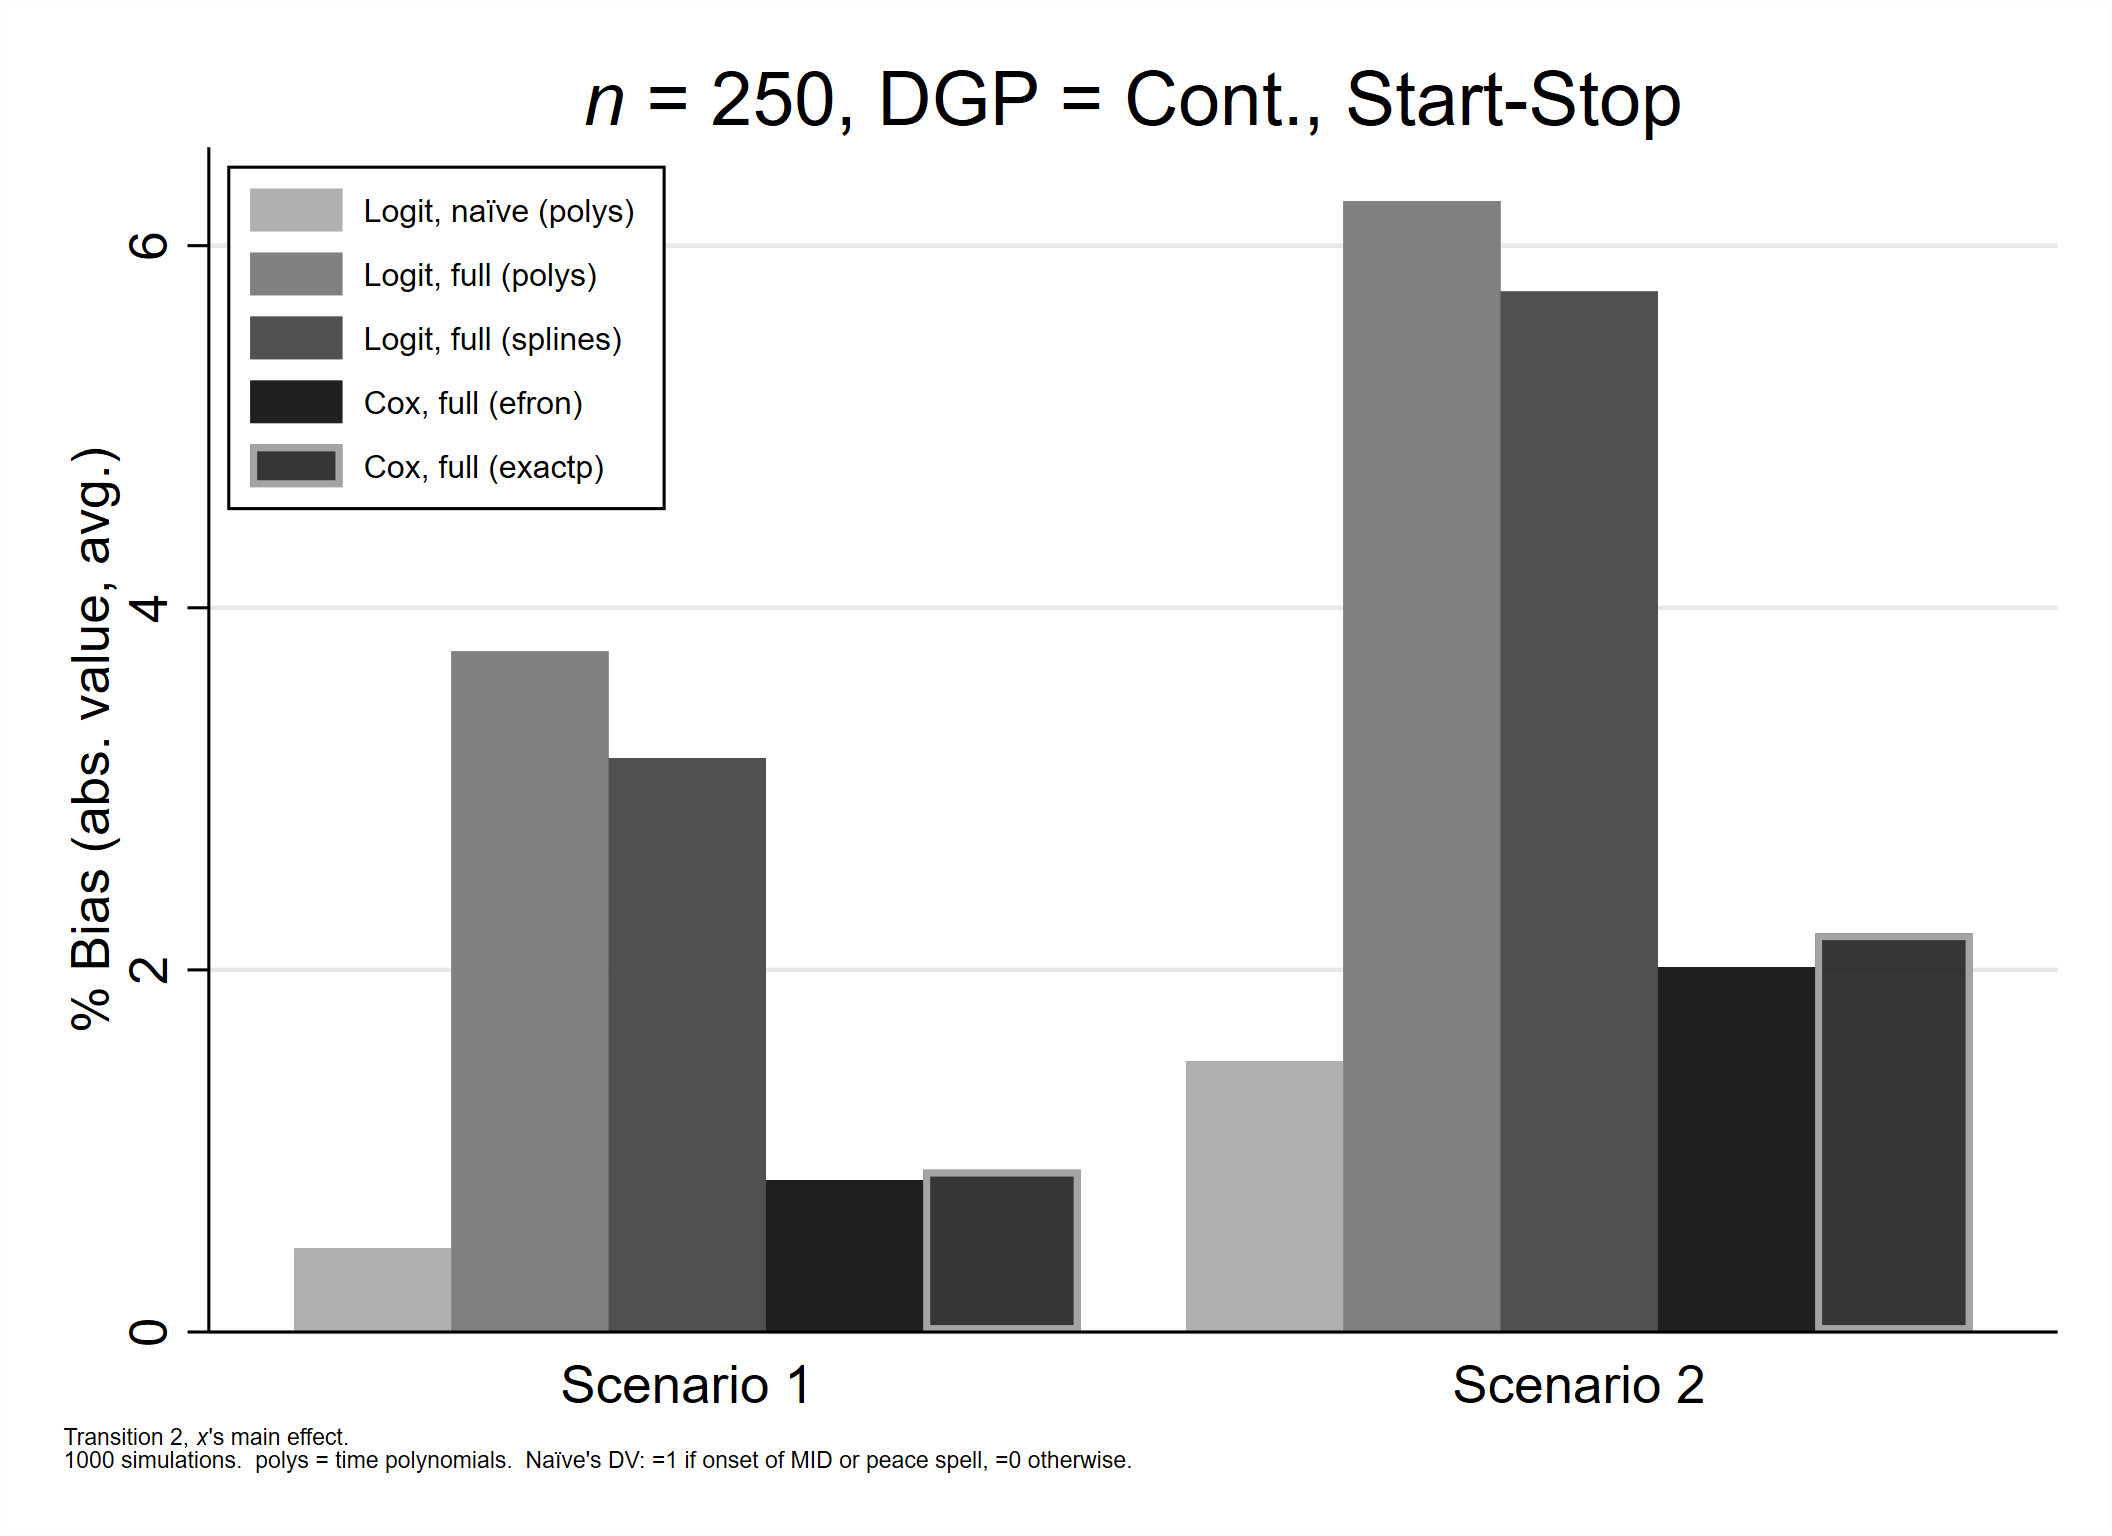 n = 250, DGP = Cont., Start-Stop
Logit, naïve (polys)
Logit, full (polys)
Logit, full (splines)
Cox, full (efron)
Cox, full (exactp)
% Bias (abs. value, avg.)
6
4
2
0
Scenario 1
Scenario 2
Transition 2, x's main effect.
1000 simulations.  polys = time polynomials.  Naïve's DV: =1 if onset of MID or peace spell, =0 otherwise.